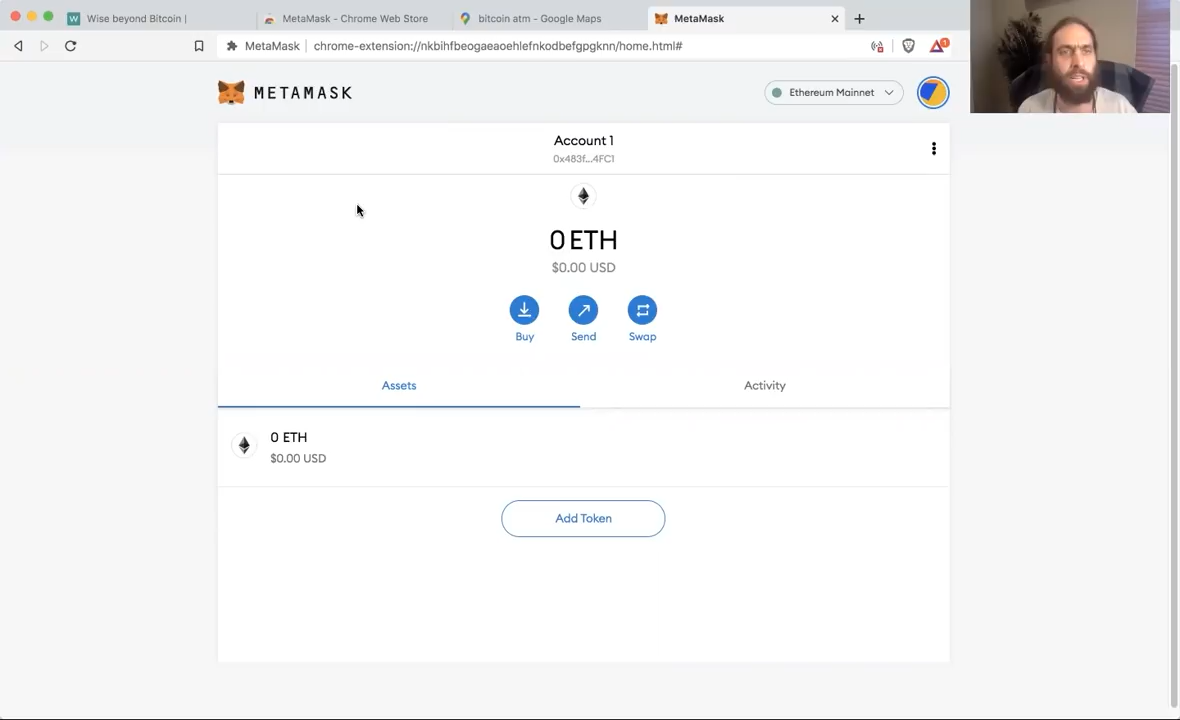 Wise beyond Bitcoin |
MetaMask - Chrome Web Store
bitcoin atm - Google Maps
MetaMask
MetaMask
chrome-extension://nkbihfbeogaeaoehlefnkodbefgpgknn/home.html#
1
METAMASK
Ethereum Mainnet
Account 1
0x483f...4FC1
0 ETH
$0.00 USD
Buy
Send
Swap
Assets
Activity
0 ETH
$0.00 USD
Add Token